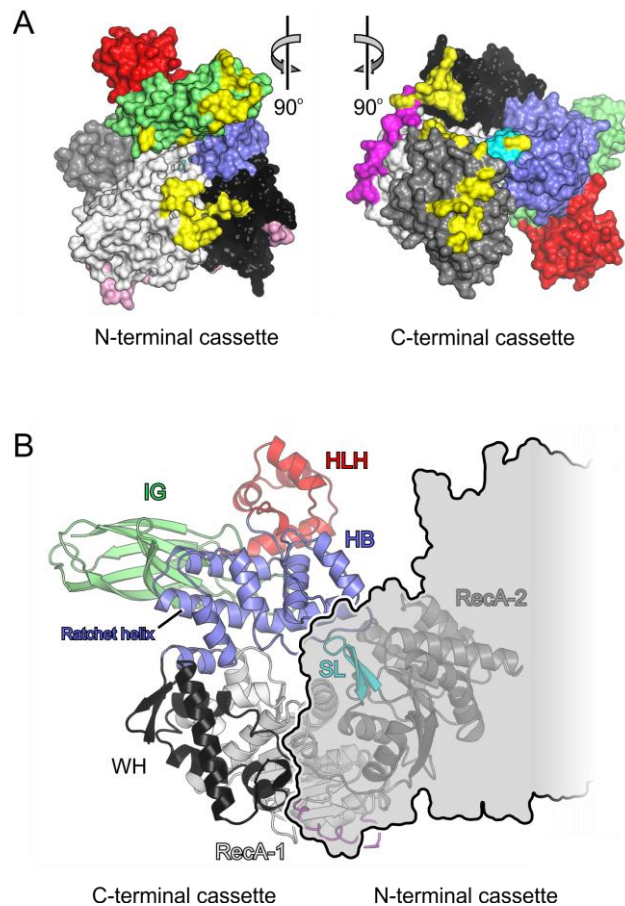 A
90°
90°
N-terminal cassette
C-terminal cassette
B
HLH
IG
HB
RecA-2
Ratchet helix
SL
WH
RecA-1
C-terminal cassette
N-terminal cassette